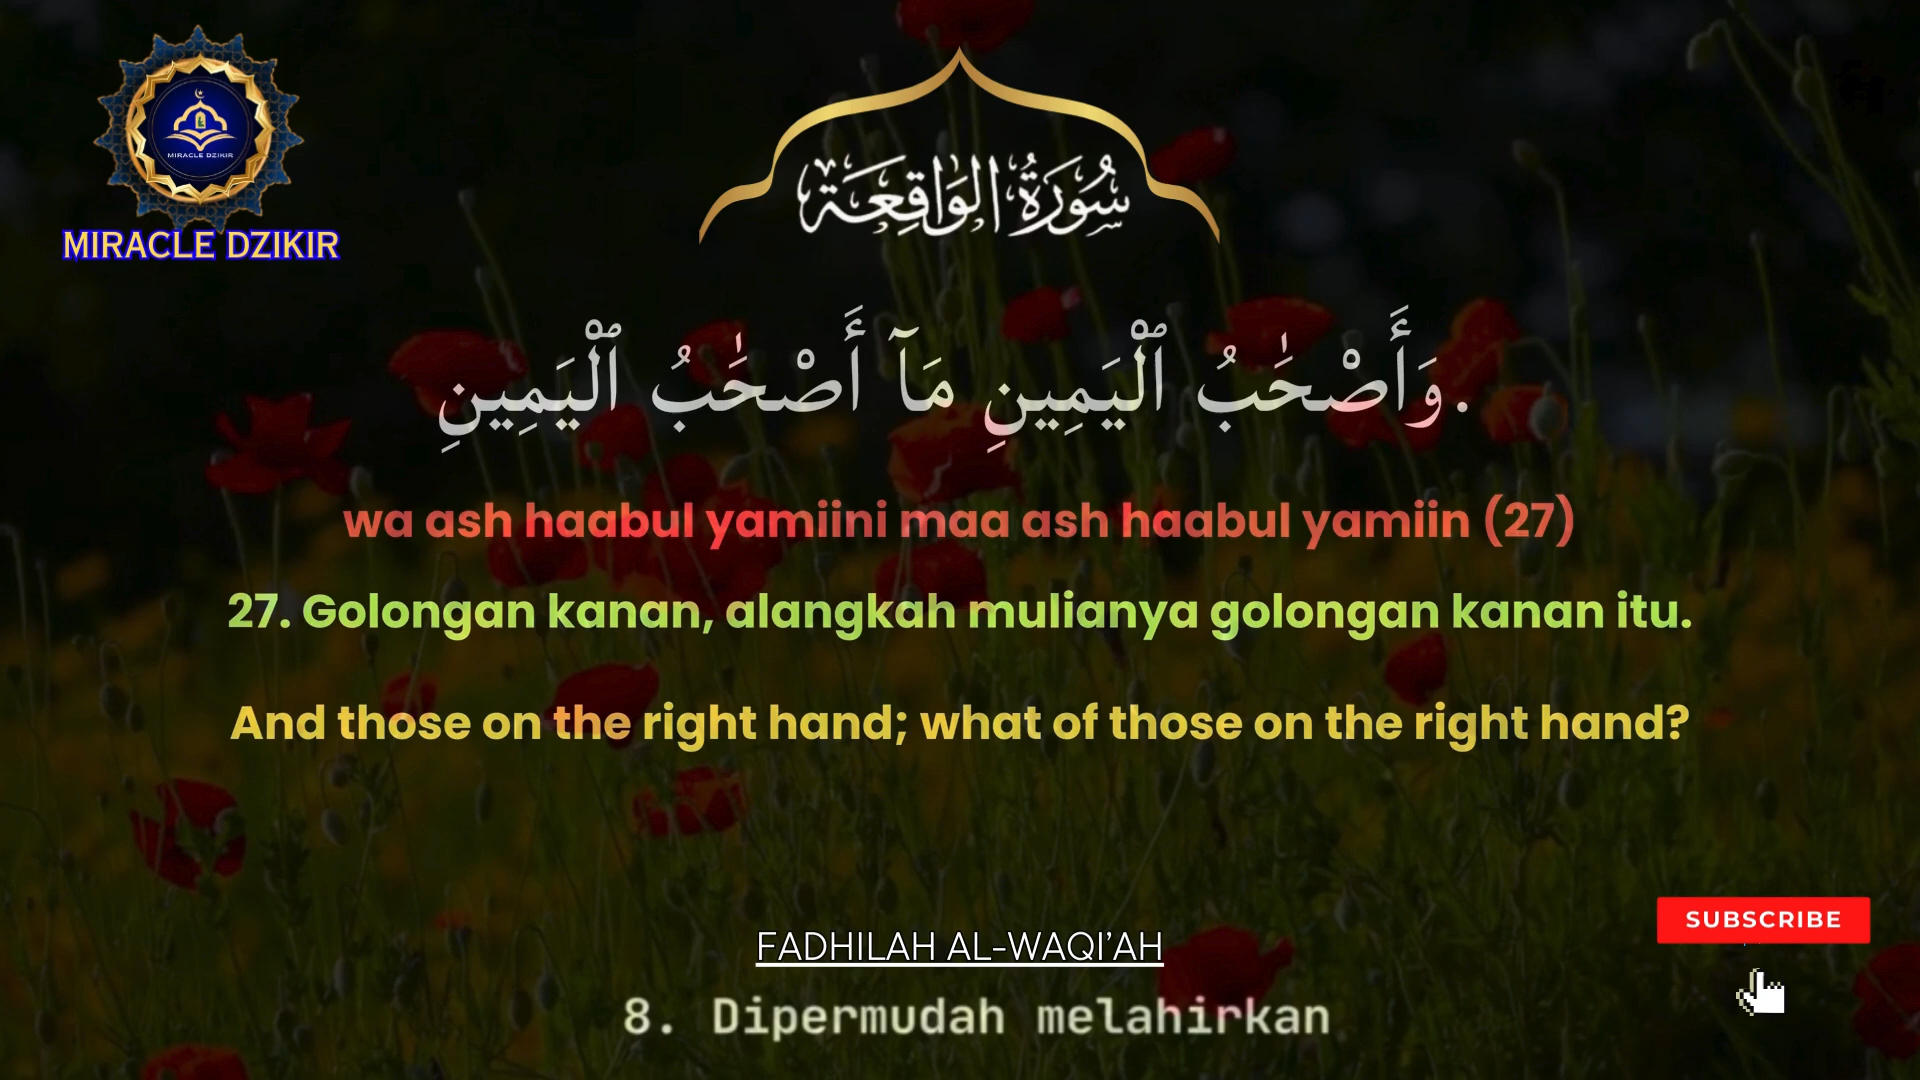 MIRACLE DZIKIR
MIRACLE DZIKIR
سُورَةُ الوَاقِعَة
وَأَصْحَٰبُ ٱلْيَمِينِ مَآ أَصْحَٰبُ ٱلْيَمِينِ.
wa ash haabul yamiini maa ash haabul yamiin (27)
27. Golongan kanan, alangkah mulianya golongan kanan itu.
And those on the right hand; what of those on the right hand?
SUBSCRIBE
FADHILAH AL-WAQI'AH
8. Dipermudah melahirkan